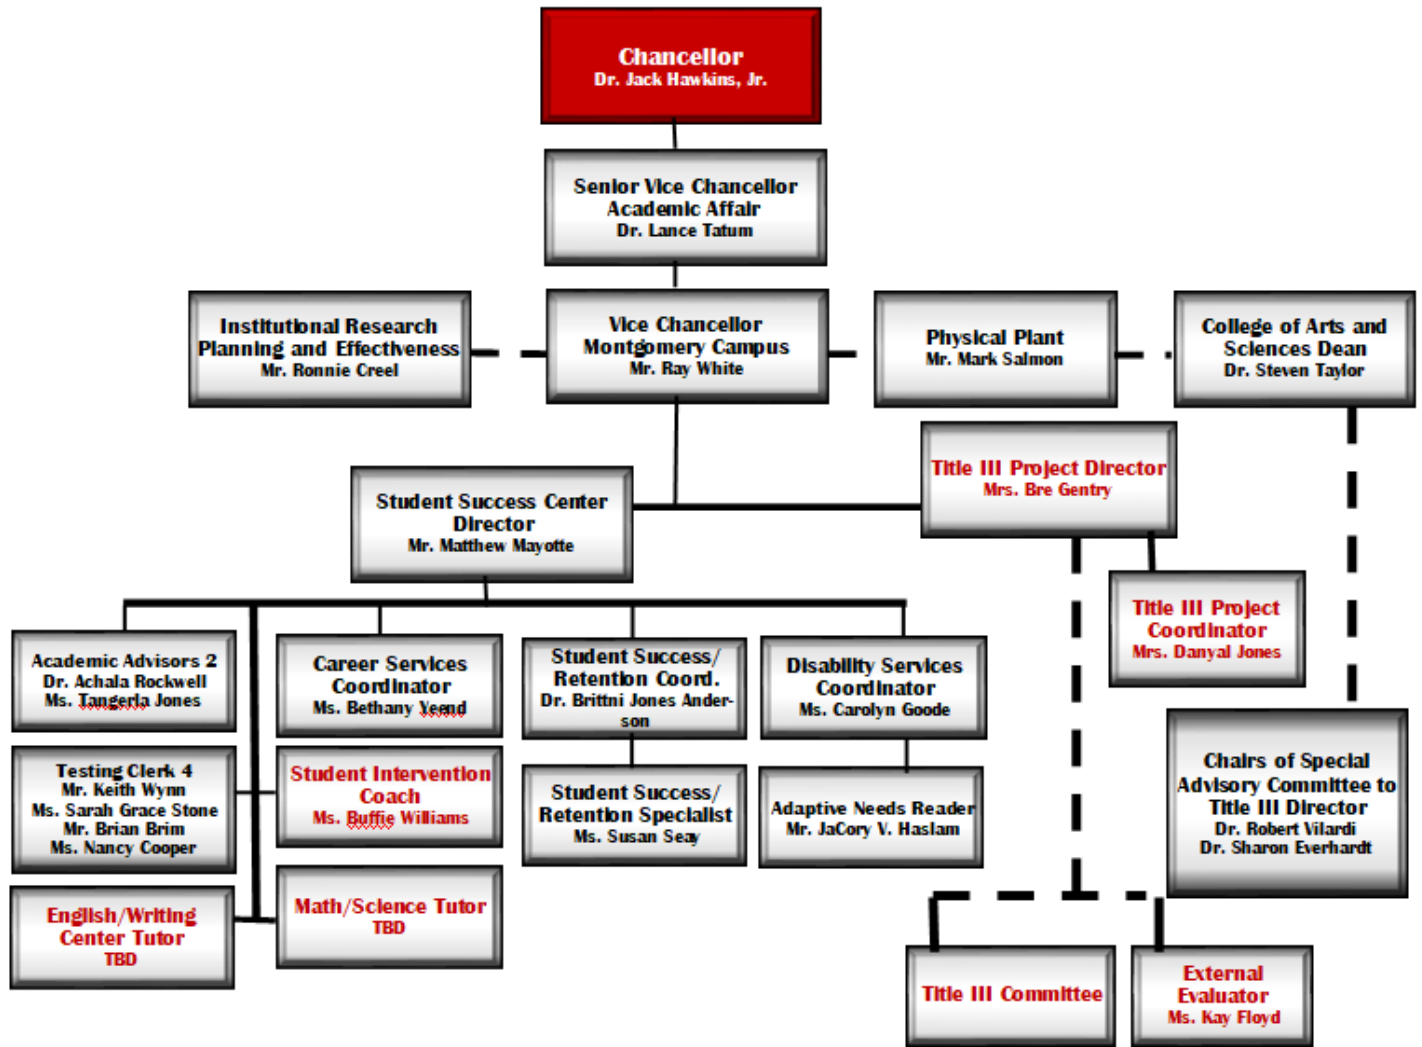 Chancellor
Dr. Jack Hawkins, Jr.
Senior Vice Chancellor
Academic Affair
Dr. Lance Tatum
Institutional Research
Planning and Effectiveness
Mr. Ronnie Creel
Vice Chancellor
Montgomery Campus
Mr. Ray White
Physical Plant
Mr. Mark Salmon
College of Arts and
Sciences Dean
Dr. Steven Taylor
Title III Project Director
Mrs. Bre Gentry
Student Success Center
Director
Mr. Matthew Mayotte
Title III Project
Coordinator
Mrs. Danyal Jones
Academic Advisors 2
Dr. Achala Rockwell
Ms. Tangerla Jones
Career Services
Coordinator
Ms. Bethany Yeend
Student Success/
Retention Coord.
Dr. Brittni Jones Ander-
son
Disability Services
Coordinator
Ms. Carolyn Goode
Testing Clerk 4
Mr. Keith Wynn
Ms. Sarah Grace Stone
Mr. Brian Brim
Ms. Nancy Cooper
Student Intervention
Coach
Ms. Buffie Williams
Student Success/
Retention Specialist
Ms. Susan Seay
Adaptive Needs Reader
Mr. JaCory V. Haslam
Chairs of Special
Advisory Committee to
Title III Director
Dr. Robert Vilardi
Dr. Sharon Everhardt
English/Writing
Center Tutor
TBD
Math/Science Tutor
TBD
Title III Committee
External
Evaluator
Ms. Kay Floyd